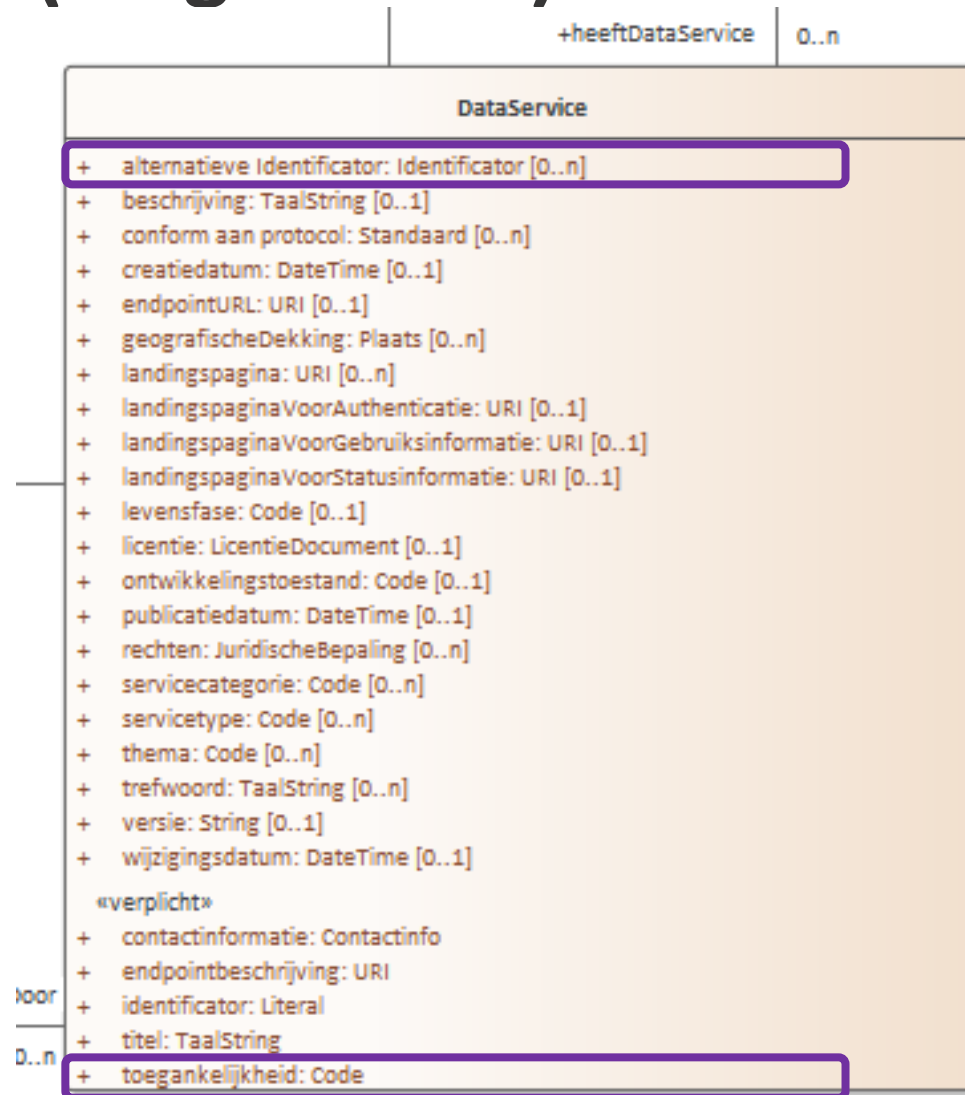 +heftDataService 0..n
DataService
+ alternatieve Identificator: Identificator [0..n]
+ beschrijving: TaalString [0..1]
+ conform aan protocol: Standaard [0..n]
+ creatiedatum: DateTime [0..1]
+ endpointURL: URI [0..1]
+ geografischeDekking: Plaats [0..n]
+ landingspagina: URI [0..n]
+ landingspaginaVoorAuthenticatie: URI [0..1]
+ landingspaginaVoorGebruiksinformatie: URI [0..1]
+ landingspaginaVoorStatusinformatie: URI [0..1]
+ levensfase: Code [0..1]
+ licentie: LicentieDocument [0..1]
+ ontwikkelingstoestand: Code [0..1]
+ publicatiedatum: DateTime [0..1]
+ rechten: JuridischeBepaling [0..n]
+ servicecategorie: Code [0..n]
+ servicetype: Code [0..n]
+ thema: Code [0..n]
+ trefwoord: TaalString [0..n]
+ versie: String [0..1]
+ wijzigingsdatum: DateTime [0..1]
«verplicht»
+ contactinformatie: Contactinfo
+ endpointbeschrijving: URI
+ identificator: Literal
+ titel: TaalString
+ toegankelijkheid: Code
Door
0..n